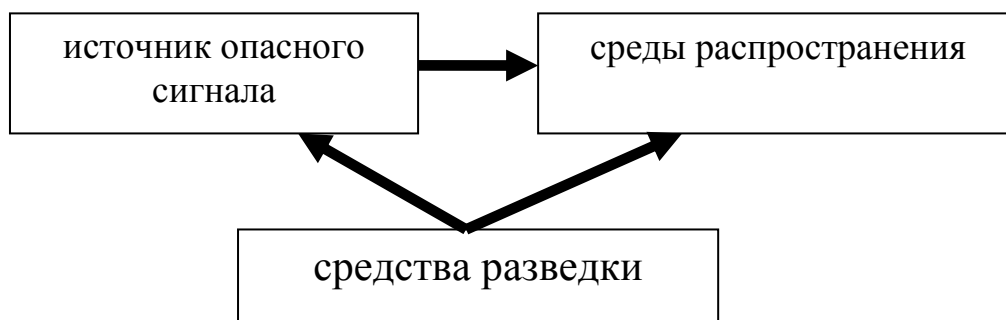 источник опасного
сигнала
среды распространения
средства разведки